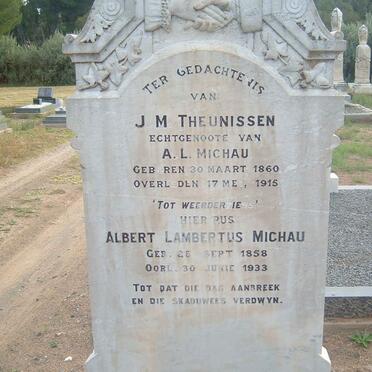 TER GEDACHTENIS
VAN
J M THEUNISSEN
ECHTGENOOTE VAN
A. L. MICHAU
GEB REN 30 MAART 1860
OVERL DEN 17 MEI, 1915
'TOT WEERDER
HIER RUS
ALBERT LAMBERTUS MICHAU
GEB. 26 SEPT 1858
OORL. 30 JUNIE 1933
TOT DAT DIE DAG AANBREEK
EN DIE SKADUWEES VERDWYN.